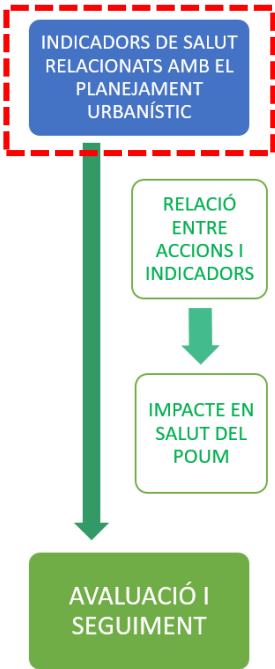 INDICADORS DE SALUT
RELACIONATS AMB EL
PLANEJAMENT
URBANÍSTIC
RELACIÓ
ENTRE
ACCIONS I
INDICADORS
IMPACTE EN
SALUT DEL
POUM
AVALUACIÓ I
SEGUIMENT